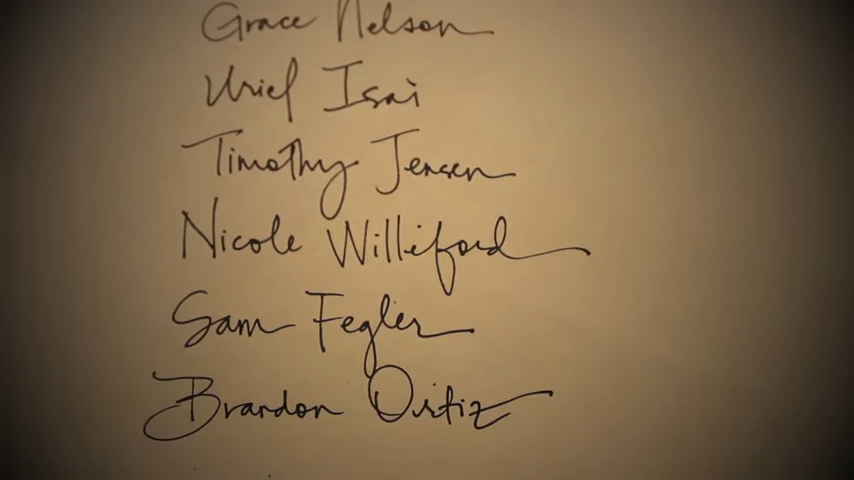 Grace Nelson
Uriel Isai
Timothy Jensen
Nicole Williford
Sam Fegler
Brandon Ortiz